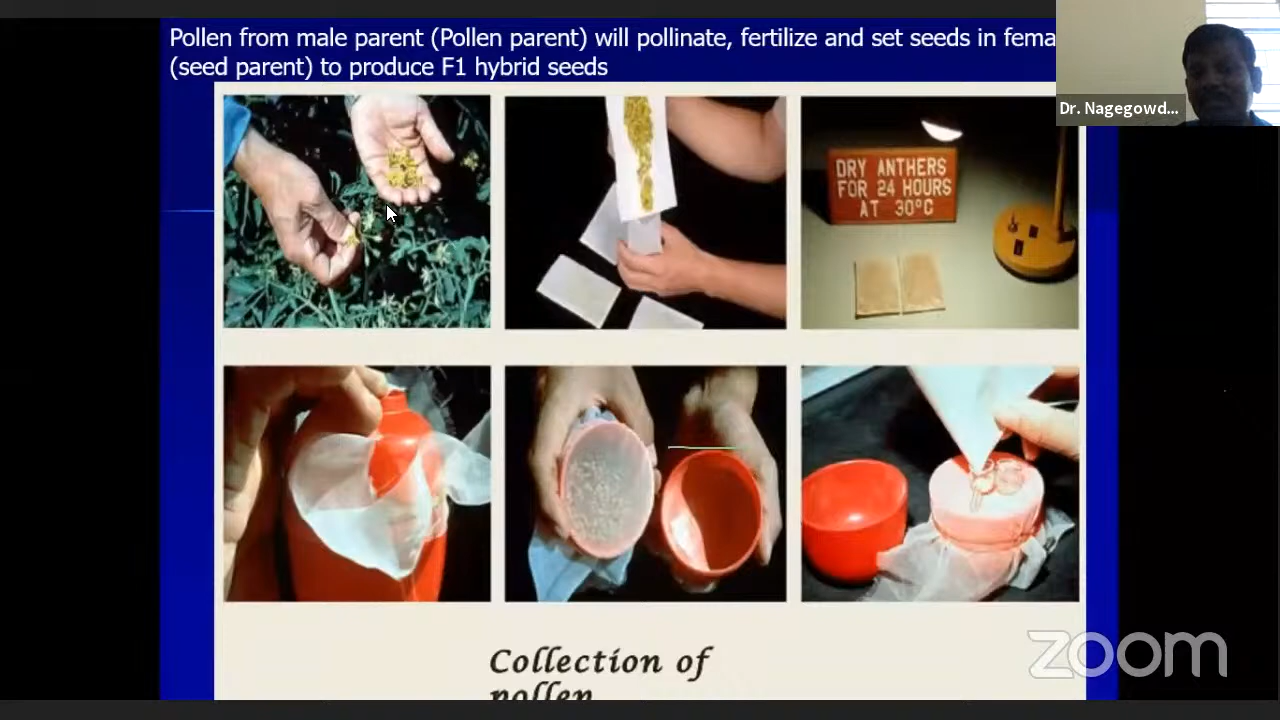 Pollen from male parent (Pollen parent) will pollinate, fertilize and set seeds in fema
(seed parent) to produce F1 hybrid seeds
Dr. Nagegowd...
DRY ANTHERS
FOR 24 HOURS
AT 30°C
Collection of
pollen
zoom